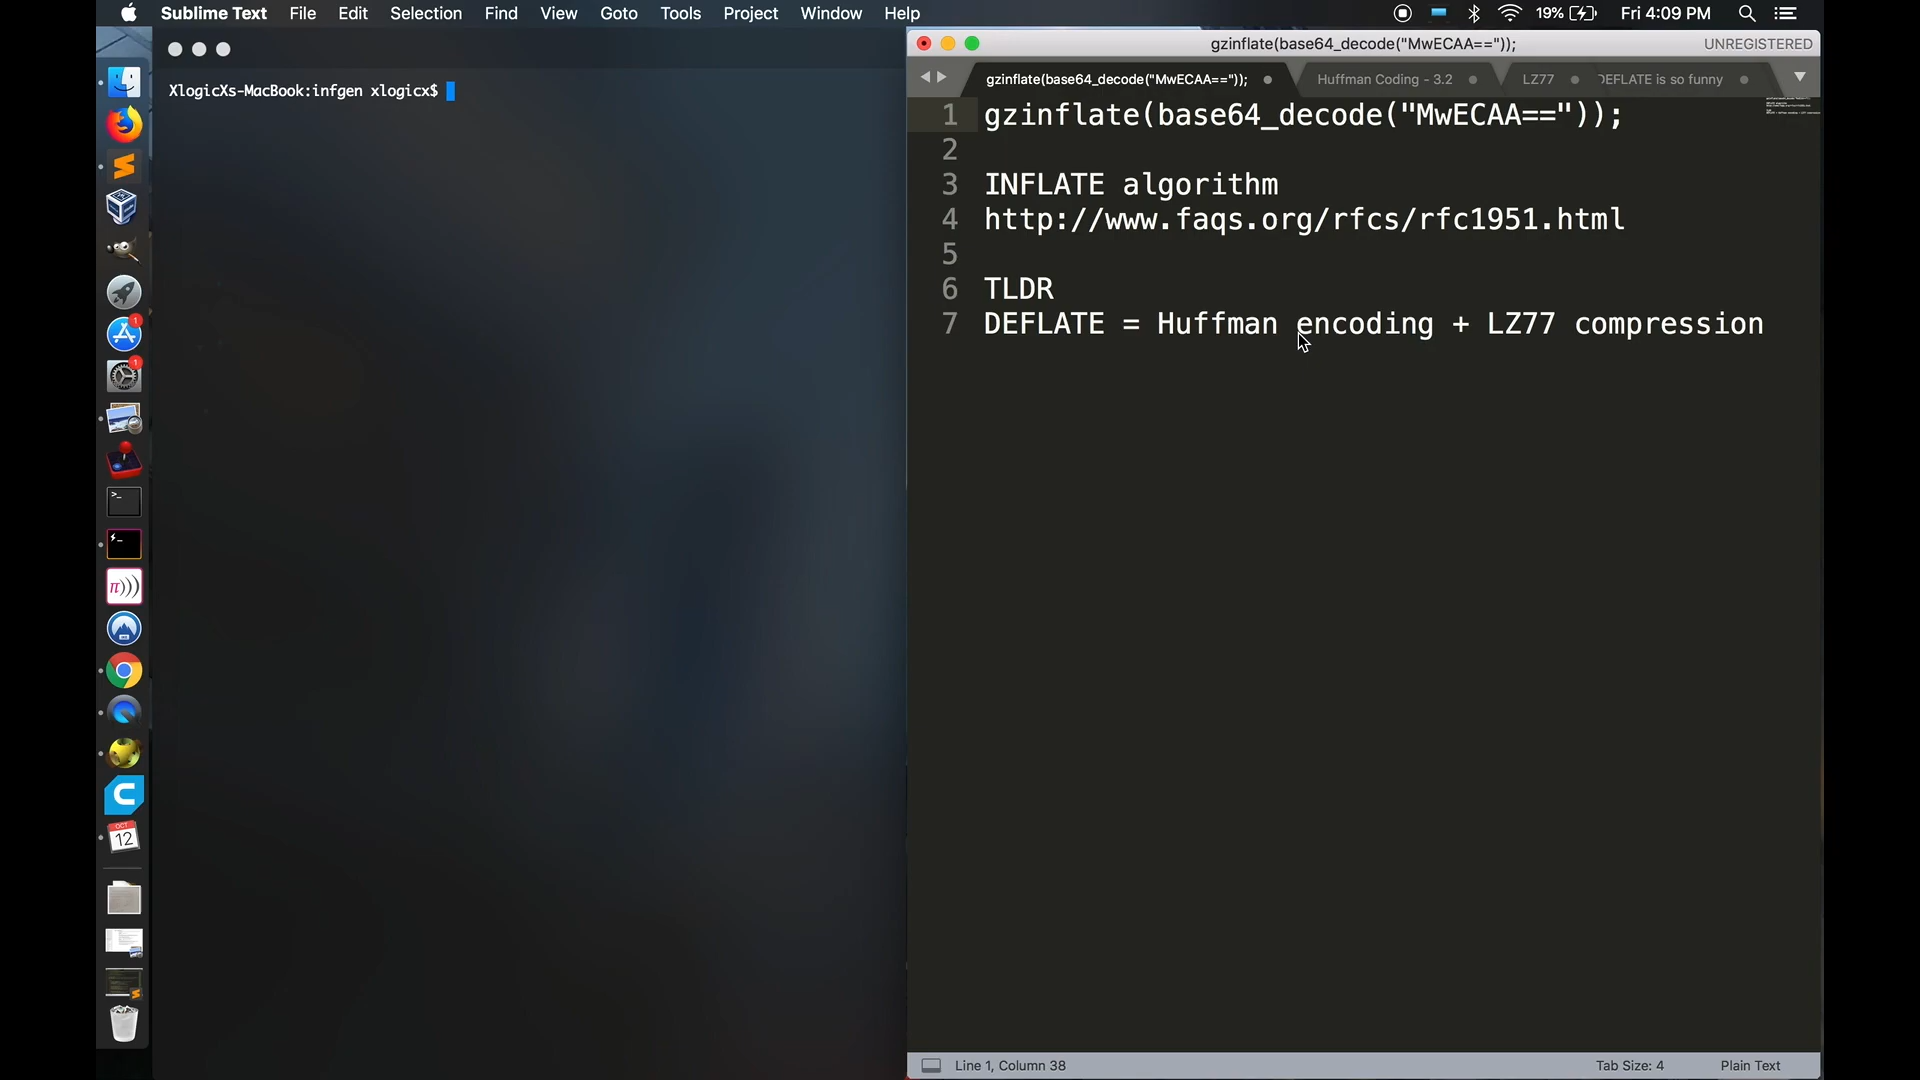 Sublime Text File Edit Selection Find View Goto Tools Project Window Help 19% Fri 4:09 PM
gzinflate(base64_decode("MwECAA=="));
UNREGISTERED
gzinflate(base64_decode("MwECAA==")); Huffman Coding - 3.2 LZ77 DEFLATE is so funny
XlogicXs-MacBook:infgen xlogicx$
1 gzinflate(base64_decode("MwECAA=="));
2
3 INFLATE algorithm
4 http://www.faqs.org/rfcs/rfc1951.html
5
6 TLDR
7 DEFLATE = Huffman encoding + LZ77 compression
1
1
π)))
C
OCT
12
Line 1, Column 38 Tab Size: 4 Plain Text